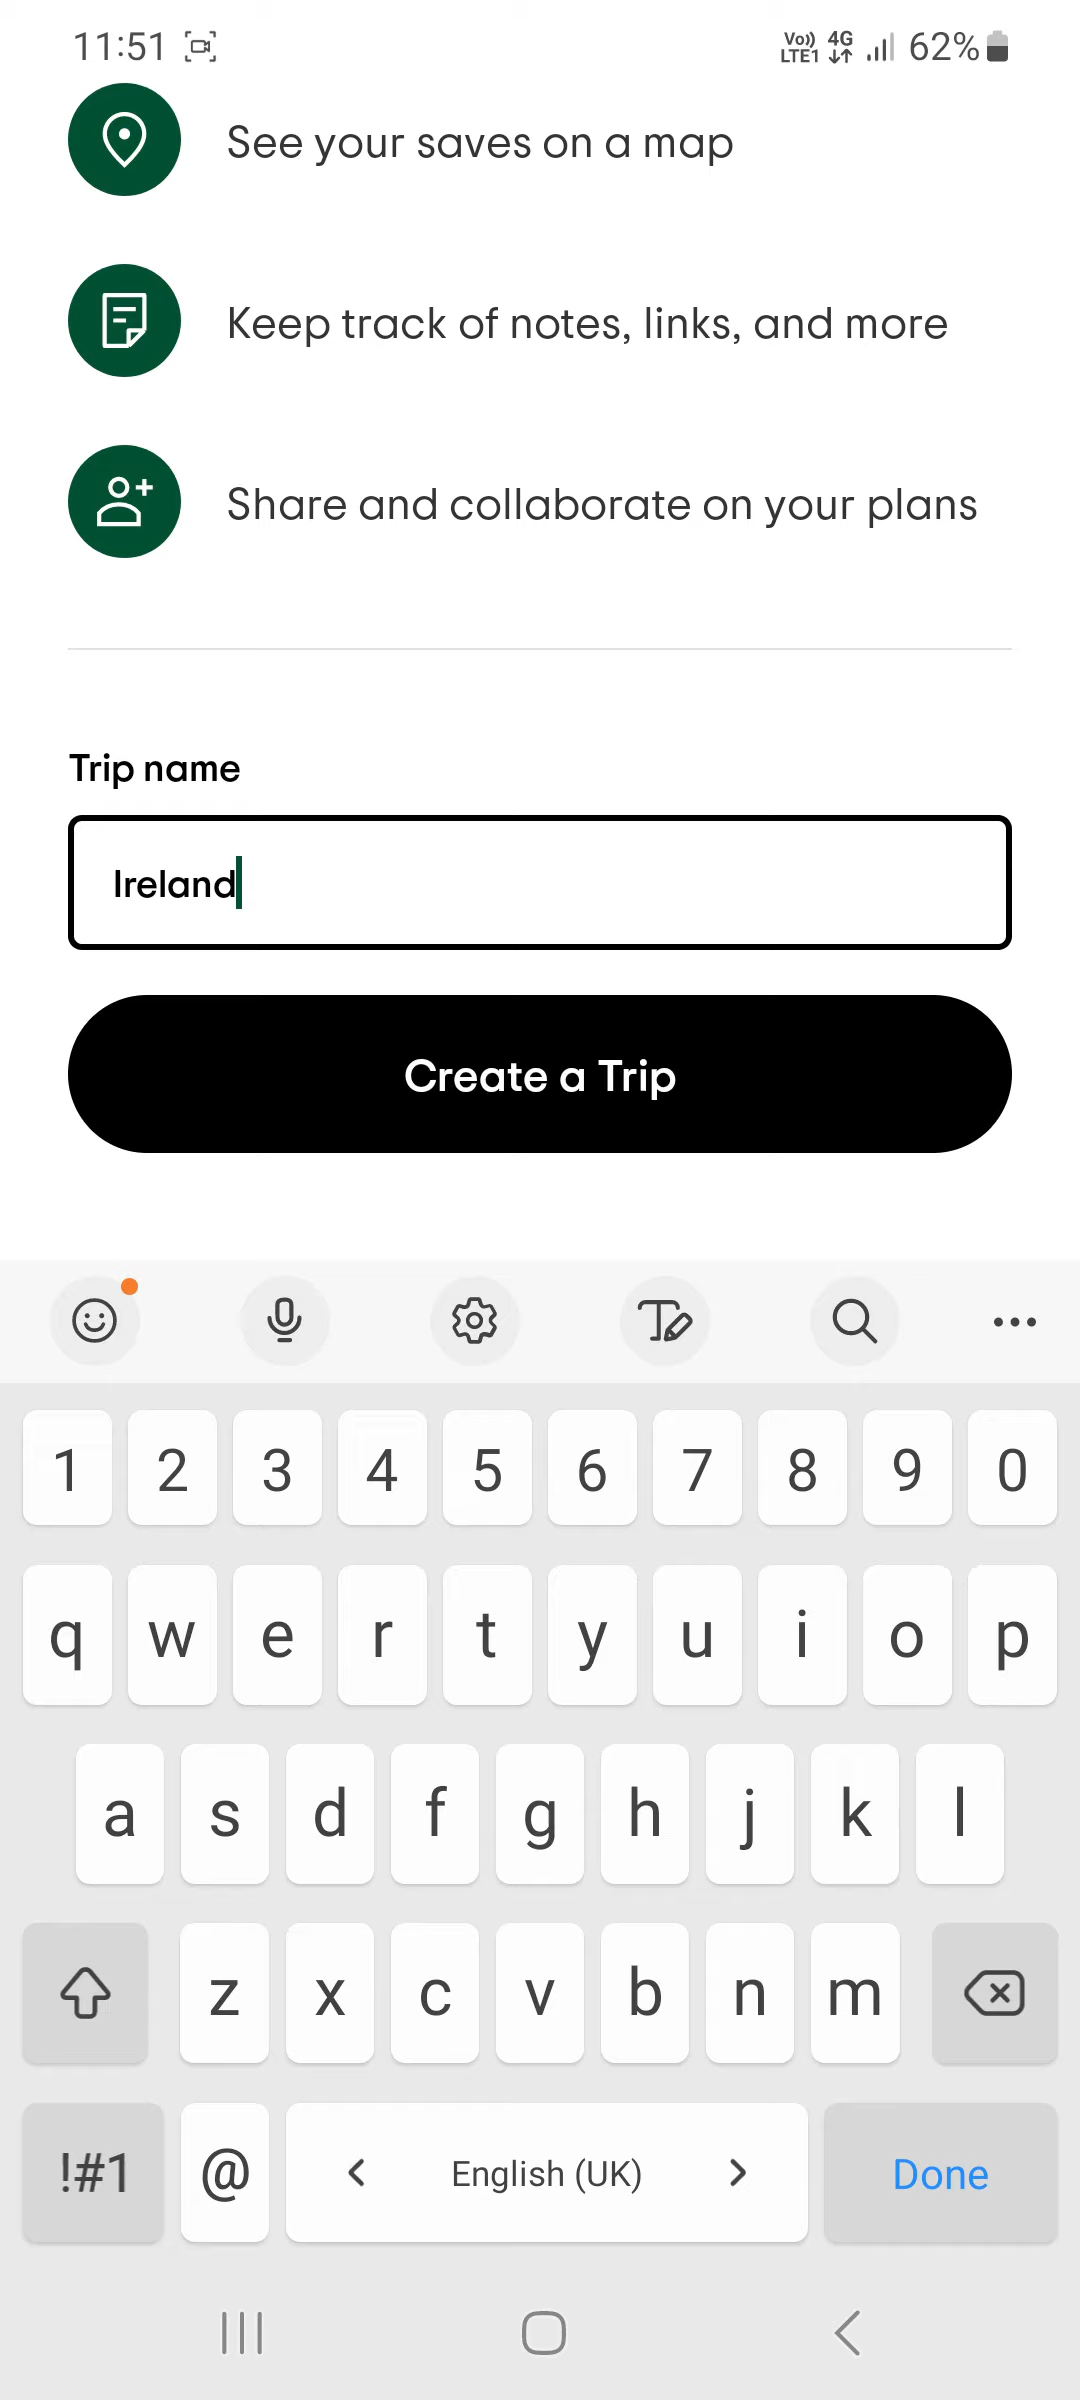 11:51 Vo)) LTE1 4G 62%
See your saves on a map
Keep track of notes, links, and more
Share and collaborate on your plans
Trip name
Ireland
Create a Trip
1 2 3 4 5 6 7 8 9 0
q w e r t y u i o p
a s d f g h j k l
z x c v b n m
!#1 @ English (UK) Done